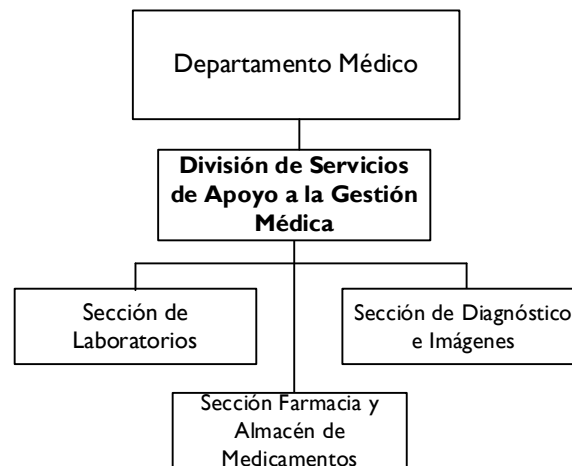 Departamento Médico
División de Servicios
de Apoyo a la Gestión
Médica
Sección de
Laboratorios
Sección de Diagnóstico
e Imágenes
Sección Farmacia y
Almacén de
Medicamentos